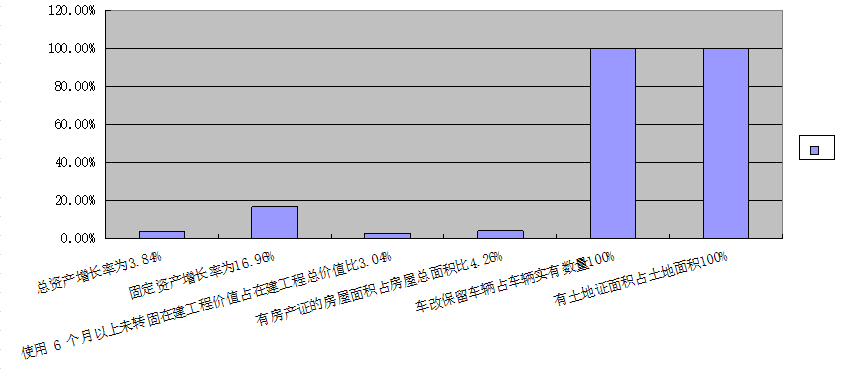 120.00%
100.00%
80.00%
60.00%
40.00%
20.00%
0.00%
总资产增长率为3.84%
固定资产增长率为16.96%
使用 6 个月以上未转固在建工程价值占在建工程总价值比3.04%
有房产证的房屋面积占房屋总面积比4.26%
车改保留车辆占车辆实有数量100%
有土地证面积占土地面积100%